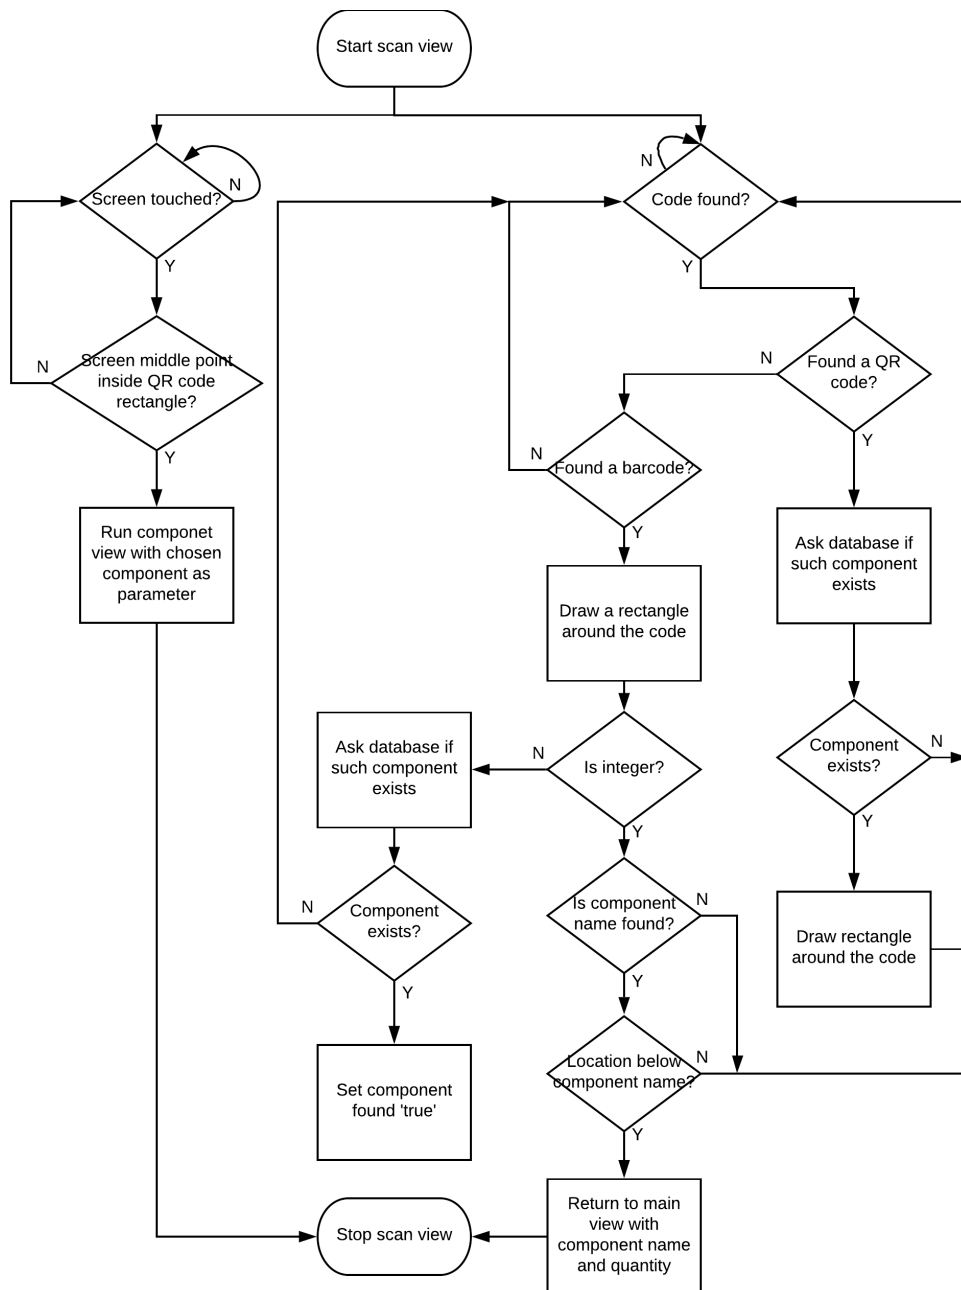 Start scan view
N
Screen touched?
Y
N
Code found?
Y
N
Screen middle point
inside QR code
rectangle?
Y
N
Found a QR
code?
Y
N
Found a barcode?
Y
Run componet
view with chosen
component as
parameter
Ask database if
such component
exists
Draw a rectangle
around the code
Ask database if
such component
exists
N
Is integer?
Y
Component
exists?
N
Y
N
Component
exists?
Y
Is component
name found?
N
Y
Draw rectangle
around the code
Set component
found 'true'
Location below
component name?
N
Y
Stop scan view
Return to main
view with
component name
and quantity